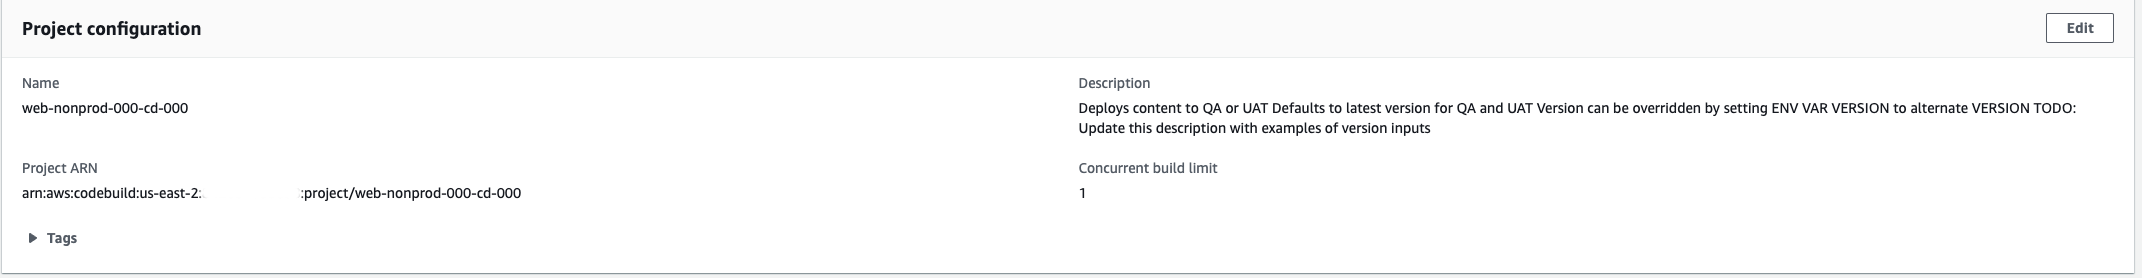 Project configuration
Edit
Name
web-nonprod-000-cd-000
Description
Deploys content to QA or UAT Defaults to latest version for QA and UAT Version can be overridden by setting ENV VAR VERSION to alternate VERSION TODO:
Update this description with examples of version inputs
Project ARN
arn:aws:codebuild:us-east-2: :project/web-nonprod-000-cd-000
Concurrent build limit
1
Tags